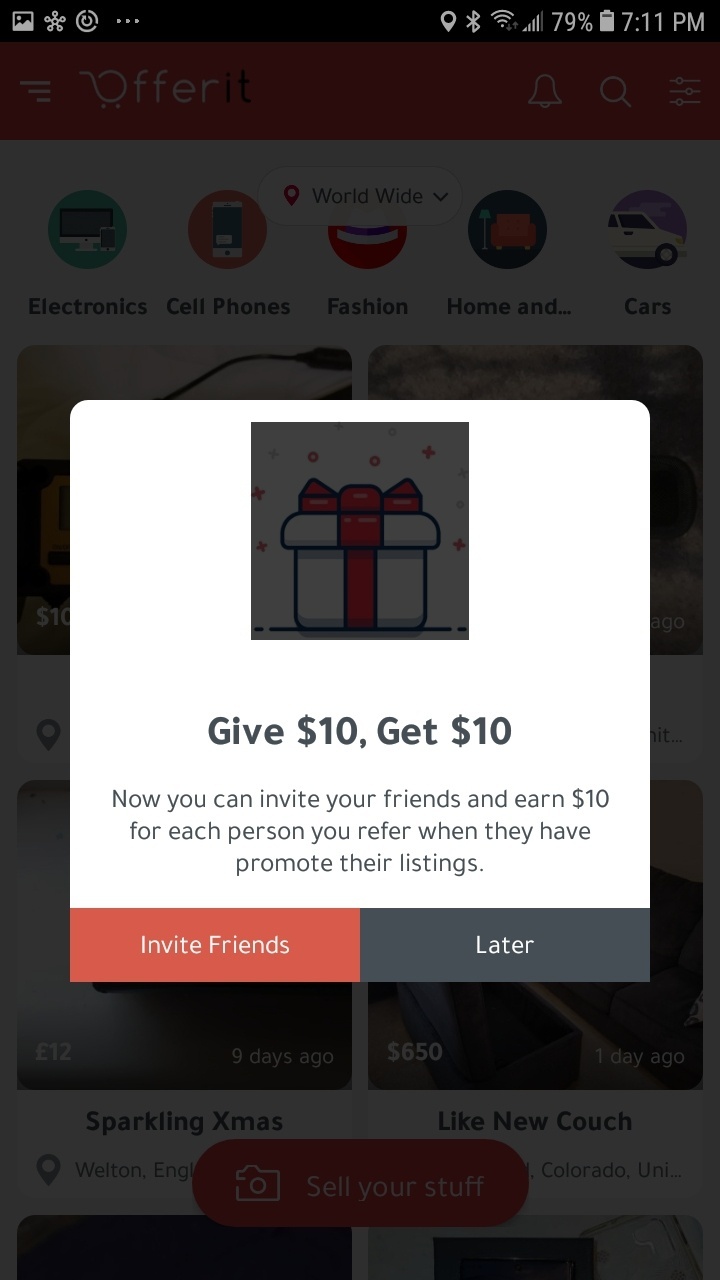 79% 7:11 PM
Offerit
World Wide
Electronics Cell Phones Fashion Home and... Cars
$10
ago
Give $10, Get $10
Now you can invite your friends and earn $10
for each person you refer when they have
promote their listings.
Invite Friends Later
£12 9 days ago $650 1 day ago
Sparkling Xmas Like New Couch
Welton, Engl , Colorado, Uni...
Sell your stuff